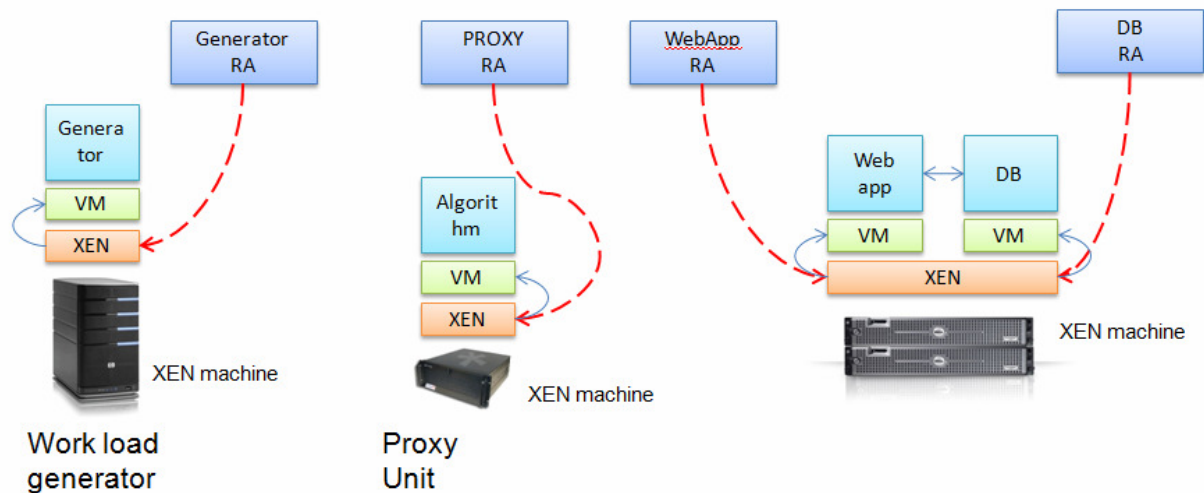 Generator
RA
PROXY
RA
WebApp
RA
DB
RA
Genera
tor
VM
XEN
XEN machine
Work load
generator
Algorit
hm
VM
XEN
XEN machine
Proxy
Unit
Web
app
DB
VM
VM
XEN
XEN machine